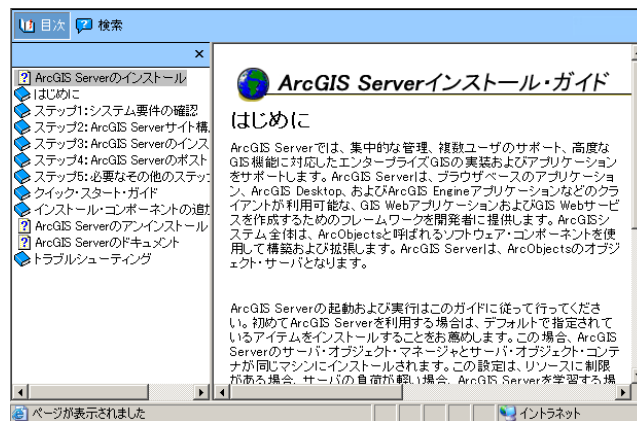 目次 検索
ArcGIS Serverのインストール
はじめに
ステップ1:システム要件の確認
ステップ2: ArcGIS Serverサイト構
ステップ3: ArcGIS Serverのインス
ステップ4: ArcGIS Serverのポスト
ステップ5:必要なその他のステッ
クイック・スタート・ガイド
インストール・コンポーネントの追
ArcGIS Serverのアンインストール
ArcGIS Serverのドキュメント
トラブルシューティング
ArcGIS Serverインストール・ガイド
はじめに
ArcGIS Serverでは、集中的な管理、複数ユーザのサポート、高度な
GIS機能に対応したエンタープライズGISの実装およびアプリケーション
をサポートします。ArcGIS Serverは、ブラウザベースのアプリケーショ
ン、ArcGIS Desktop、およびArcGIS Engineアプリケーションなどのクラ
イアントが利用可能な、GIS WebアプリケーションおよびGIS Webサービ
スを作成するためのフレームワークを開発者に提供します。ArcGISシ
ステム全体は、ArcObjectsと呼ばれるソフトウェア・コンポーネントを使
用して構築および拡張します。ArcGIS Serverは、ArcObjectsのオブジ
ェクト・サーバとなります。
ArcGIS Serverの起動および実行はこのガイドに従って行ってくださ
い。初めてArcGIS Serverを利用する場合は、デフォルトで指定されて
いるアイテムをインストールすることをお薦めします。この場合、ArcGIS
Serverのサーバ・オブジェクト・マネージャとサーバ・オブジェクト・コンテ
ナが同じマシンにインストールされます。この設定は、リソースに制限
がある場合、サーバの負荷が軽い場合、ArcGIS Serverを学習する場
ページが表示されました
イントラネット